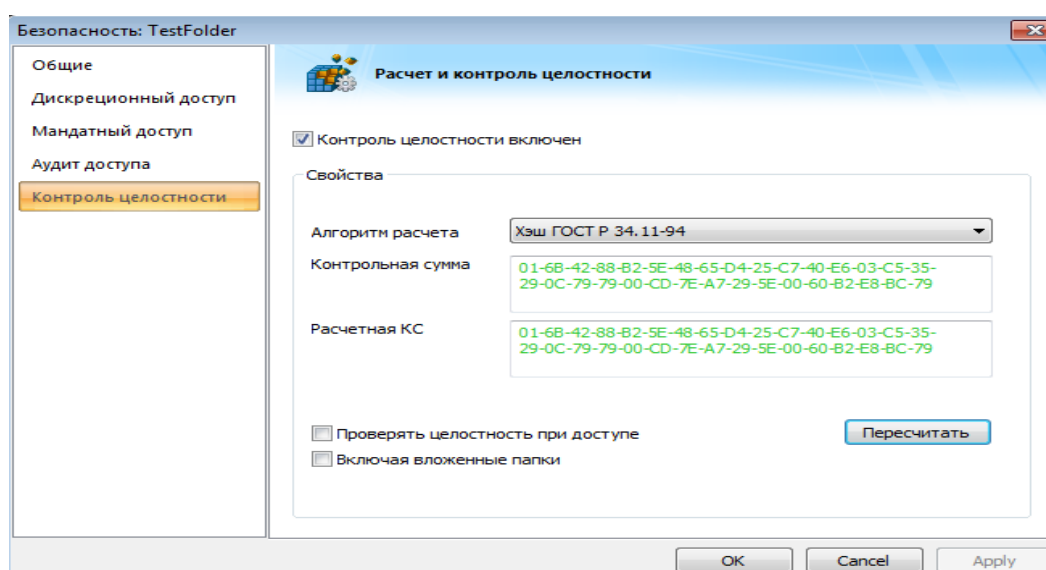 Безопасность: TestFolder
Общие
Дискреционный доступ
Мандатный доступ
Аудит доступа
Контроль целостности
Расчет и контроль целостности
Контроль целостности включен
Свойства
Алгоритм расчета
Хэш ГОСТ Р 34.11-94
Контрольная сумма
01-6B-42-88-B2-5E-48-65-D4-25-C7-40-E6-03-C5-35-
29-0C-79-79-00-CD-7E-A7-29-5E-00-60-B2-E8-BC-79
Расчетная КС
01-6B-42-88-B2-5E-48-65-D4-25-C7-40-E6-03-C5-35-
29-0C-79-79-00-CD-7E-A7-29-5E-00-60-B2-E8-BC-79
Проверять целостность при доступе
Пересчитать
Включая вложенные папки
OK
Cancel
Apply